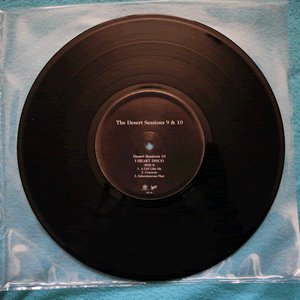 The Desert Sessions 9 & 10
Desert Sessions 10
I HEART DISCO
SIDE B
1. A Girl Like Me
2. Creosote
3. Subcutaneous Phat